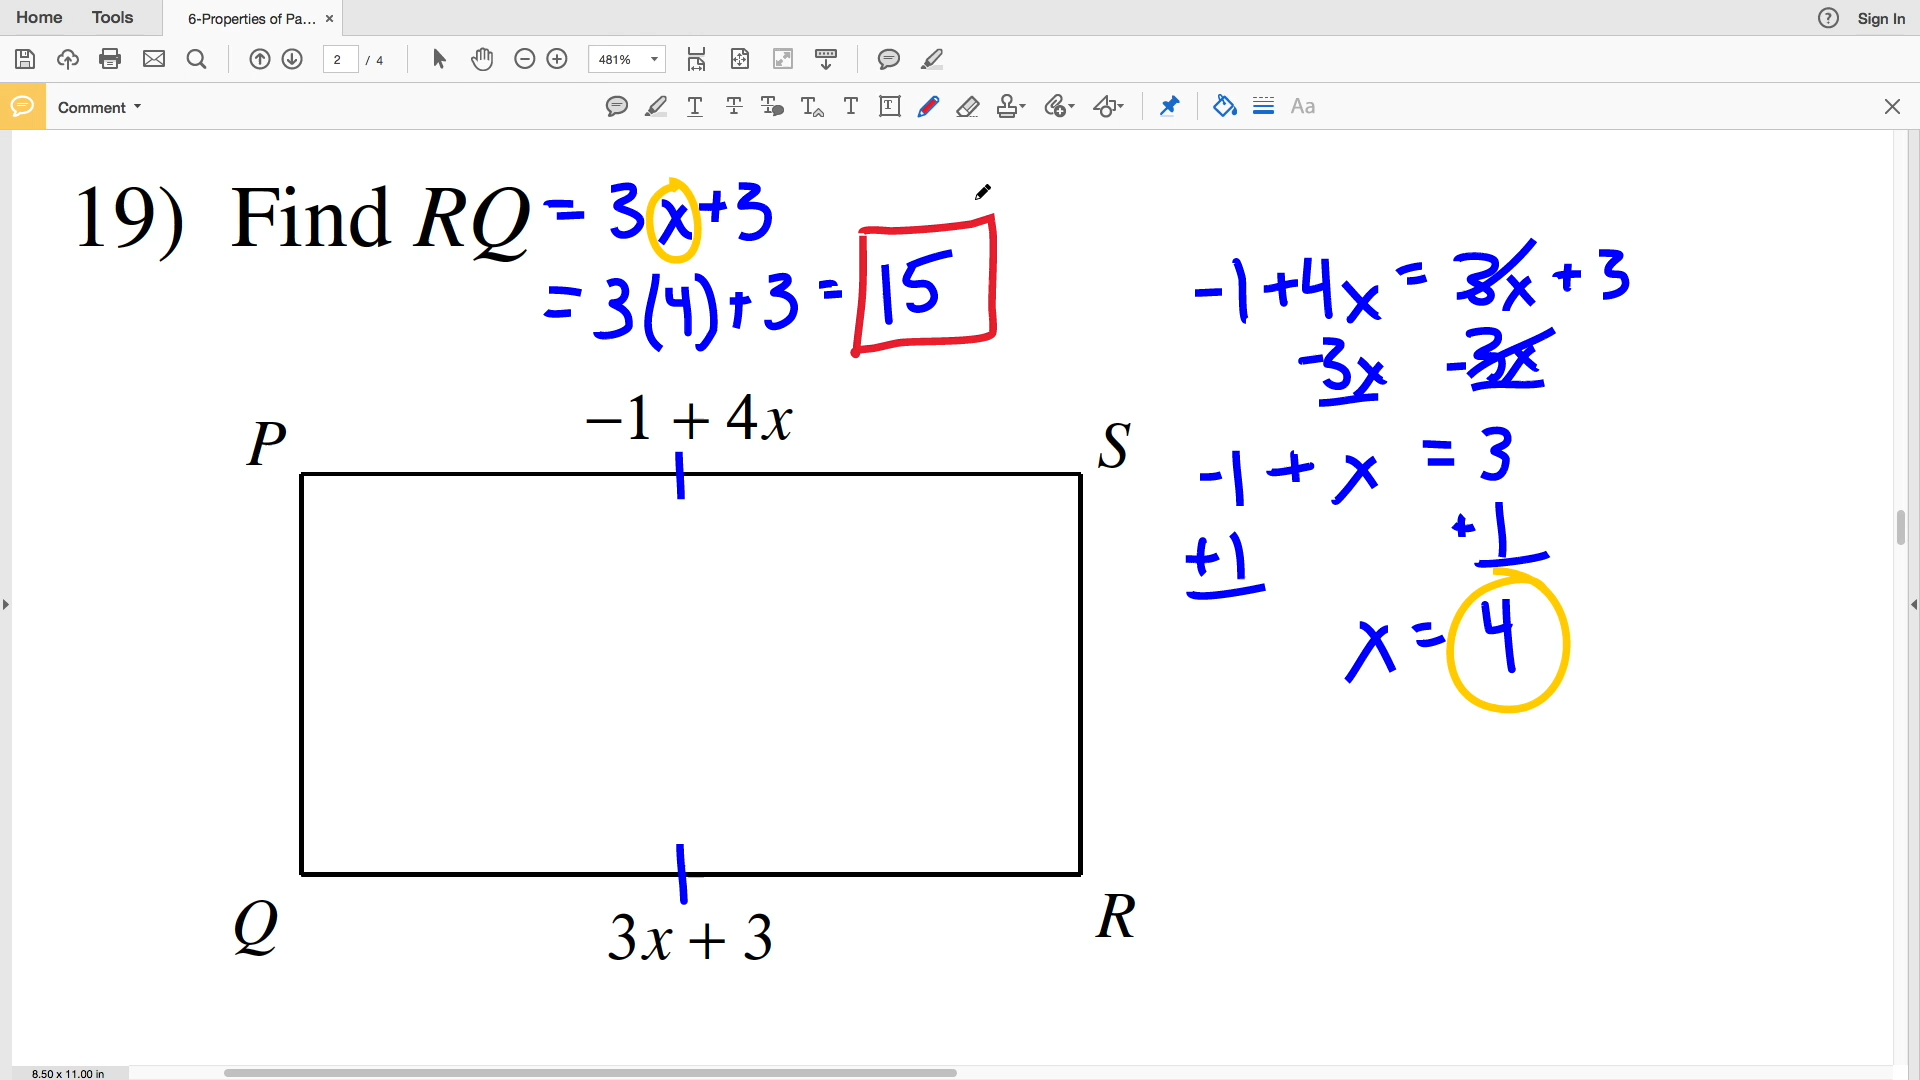 Home Tools 6-Properties of Pa... × ? Sign In
2 / 4 481%
Comment T T T T T T Aa
19) Find RQ = 3x+3
= 3(4)+3 = 15
-1+4x = 3x+3
-3x -3x
-1+x = 3
+1 +1
x = 4
−1 + 4x
P S
Q R
3x + 3
8.50 x 11.00 in